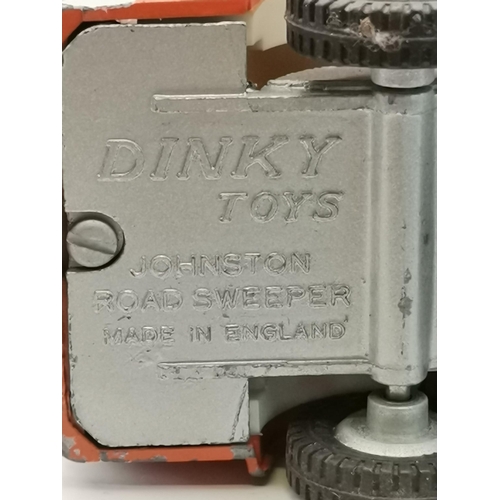 DINKY
TOYS
JOHNSTON
ROAD SWEEPER
MADE IN ENGLAND